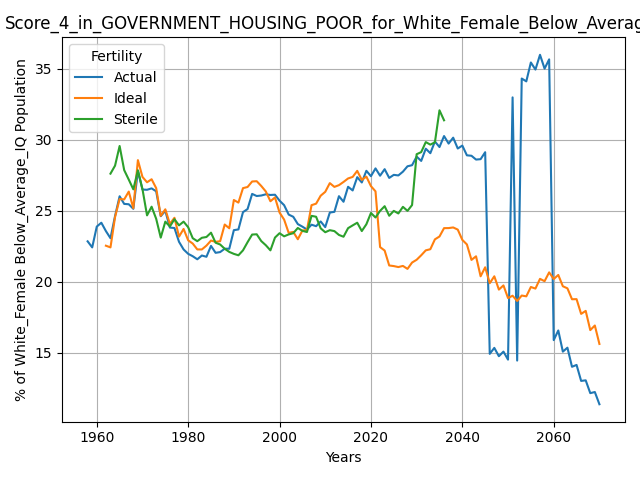 Score_4_in_GOVERNMENT_HOUSING_POOR_for_White_Female_Below_Averag
Fertility
Actual
Ideal
Sterile
% of White_Female Below_Average_IQ Population
35
30
25
20
15
1960 1980 2000 2020 2040 2060
Years